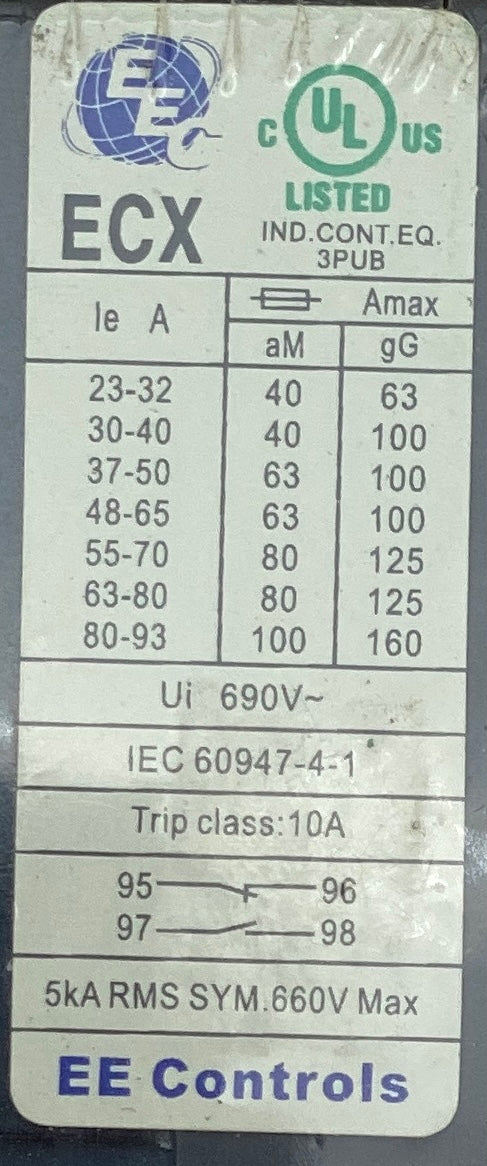 EEC
C UL US
LISTED
ECX
IND.CONT.EQ.
3PUB
Ie A
Amax
aM gG
23-32 40 63
30-40 40 100
37-50 63 100
48-65 63 100
55-70 80 125
63-80 80 125
80-93 100 160
Ui 690V~
IEC 60947-4-1
Trip class:10A
95 96
97 98
5kA RMS SYM.660V Max
EE Controls